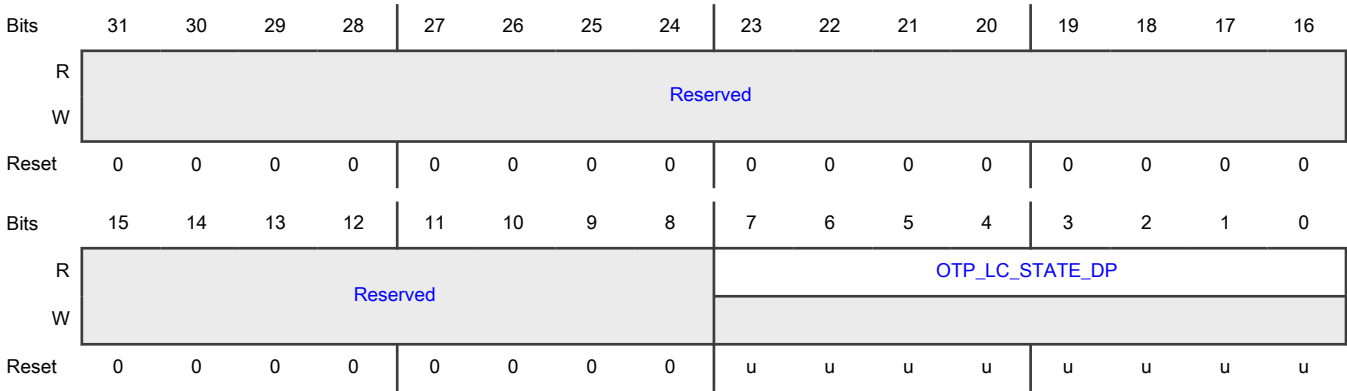 Bits 31 30 29 28 27 26 25 24 23 22 21 20 19 18 17 16
R
Reserved
W
Reset 0 0 0 0 0 0 0 0 0 0 0 0 0 0 0 0
Bits 15 14 13 12 11 10 9 8 7 6 5 4 3 2 1 0
R OTP_LC_STATE_DP
Reserved
W
Reset 0 0 0 0 0 0 0 0 u u u u u u u u